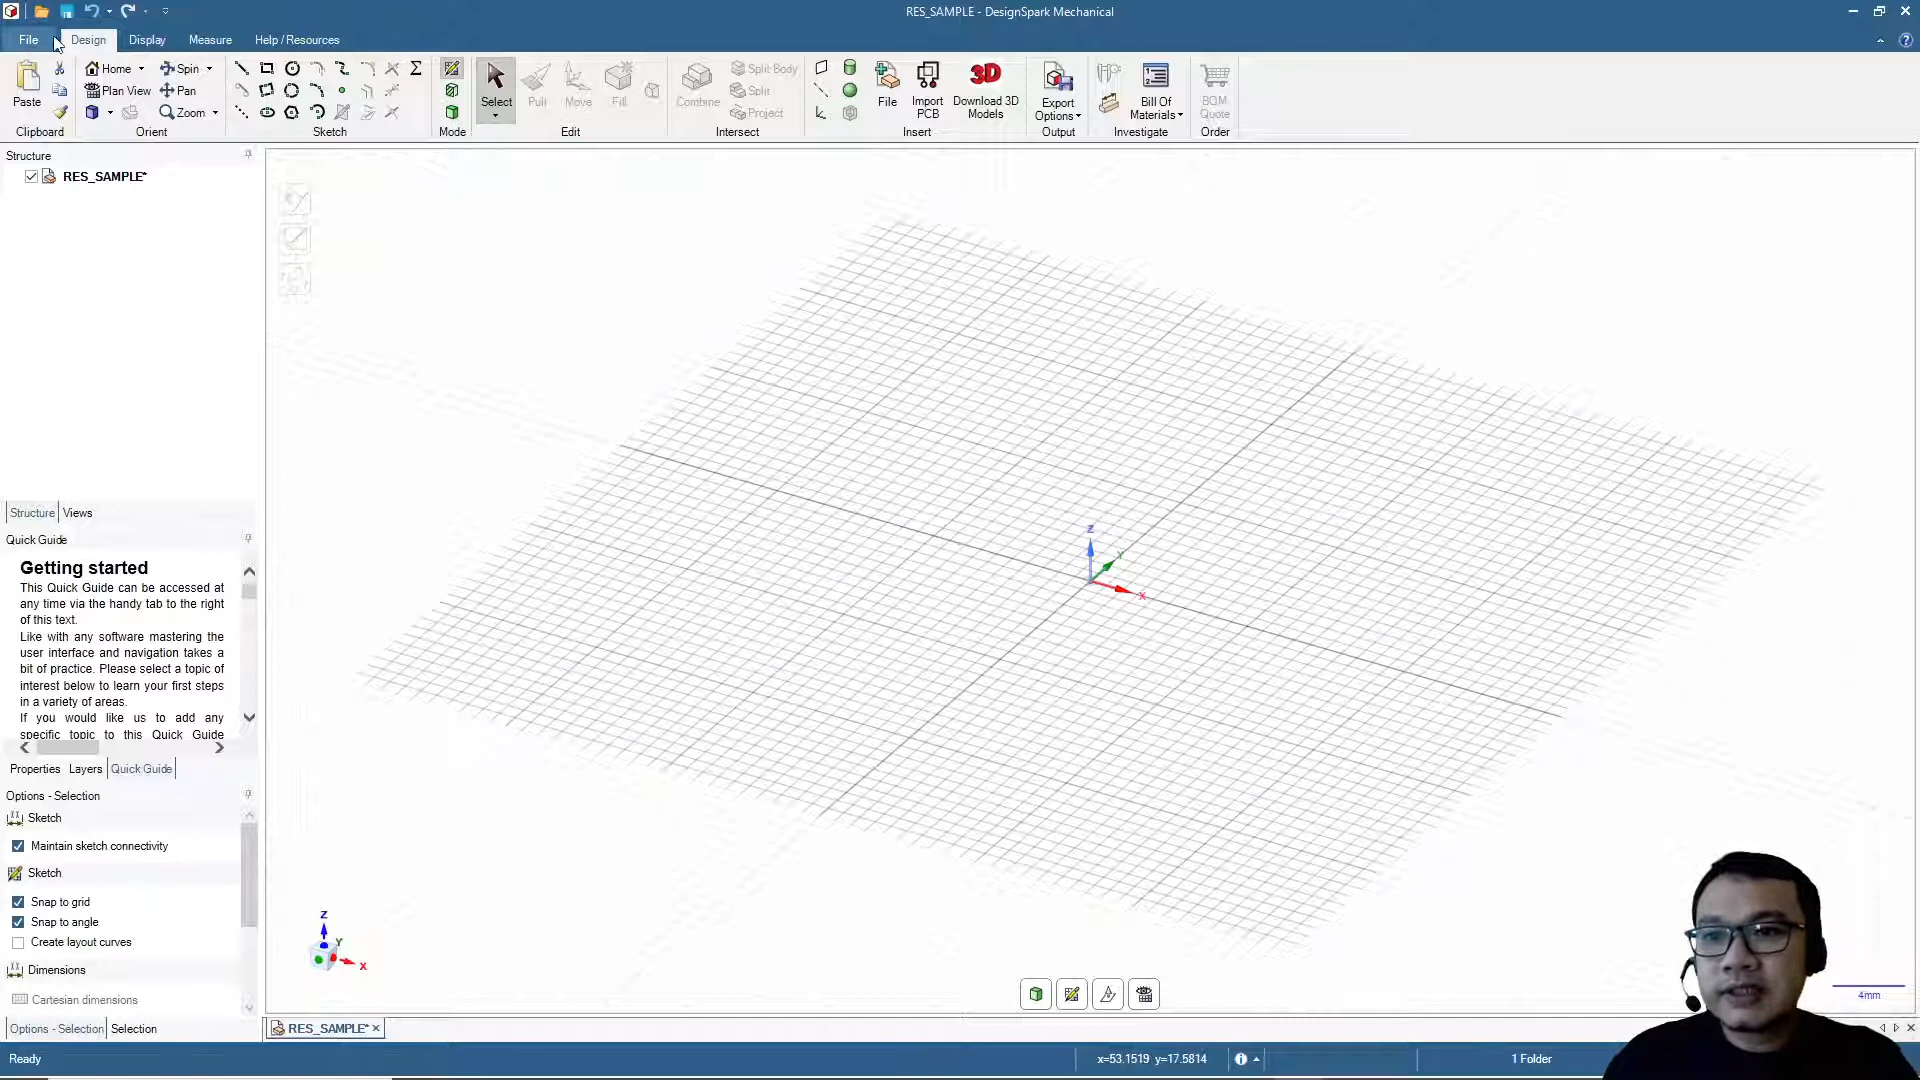 RES_SAMPLE - DesignSpark Mechanical
File
Design
Display
Measure
Help / Resources
Paste
Clipboard
Home
Plan View
Spin
Pan
Zoom
Orient
Sketch
Mode
Select
Pull
Move
Fill
Edit
Combine
Split Body
Split
Project
Intersect
File
Import
PCB
Download 3D
Models
Insert
Export
Options
Output
Bill Of
Materials
Investigate
BOM
Quote
Order
Structure
RES_SAMPLE*
Structure
Views
Quick Guide
Getting started
This Quick Guide can be accessed at
any time via the handy tab to the right
of this text.
Like with any software mastering the
user interface and navigation takes a
bit of practice. Please select a topic of
interest below to learn your first steps
in a variety of areas.
If you would like us to add any
specific topic to this Quick Guide
Properties
Layers
Quick Guide
Options - Selection
Sketch
Maintain sketch connectivity
Sketch
Snap to grid
Snap to angle
Create layout curves
Dimensions
Cartesian dimensions
Options - Selection
Selection
Z
Y
X
Z
Y
X
4mm
RES_SAMPLE*
Ready
x=53.1519 y=17.5814
1 Folder